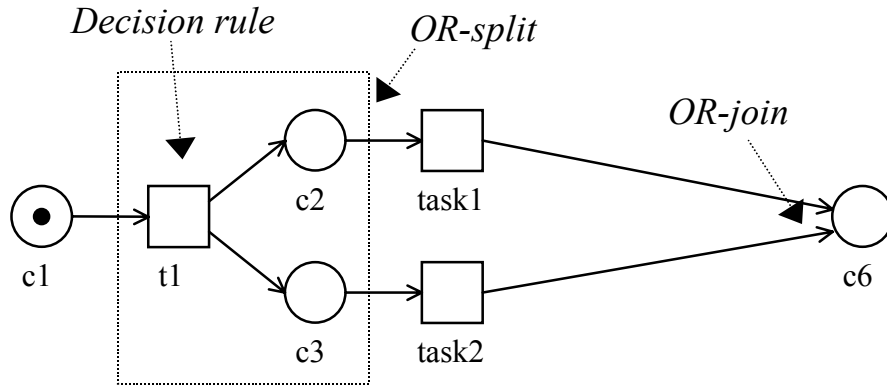 Decision rule
OR-split
OR-join
c2
task1
c1
t1
c6
c3
task2